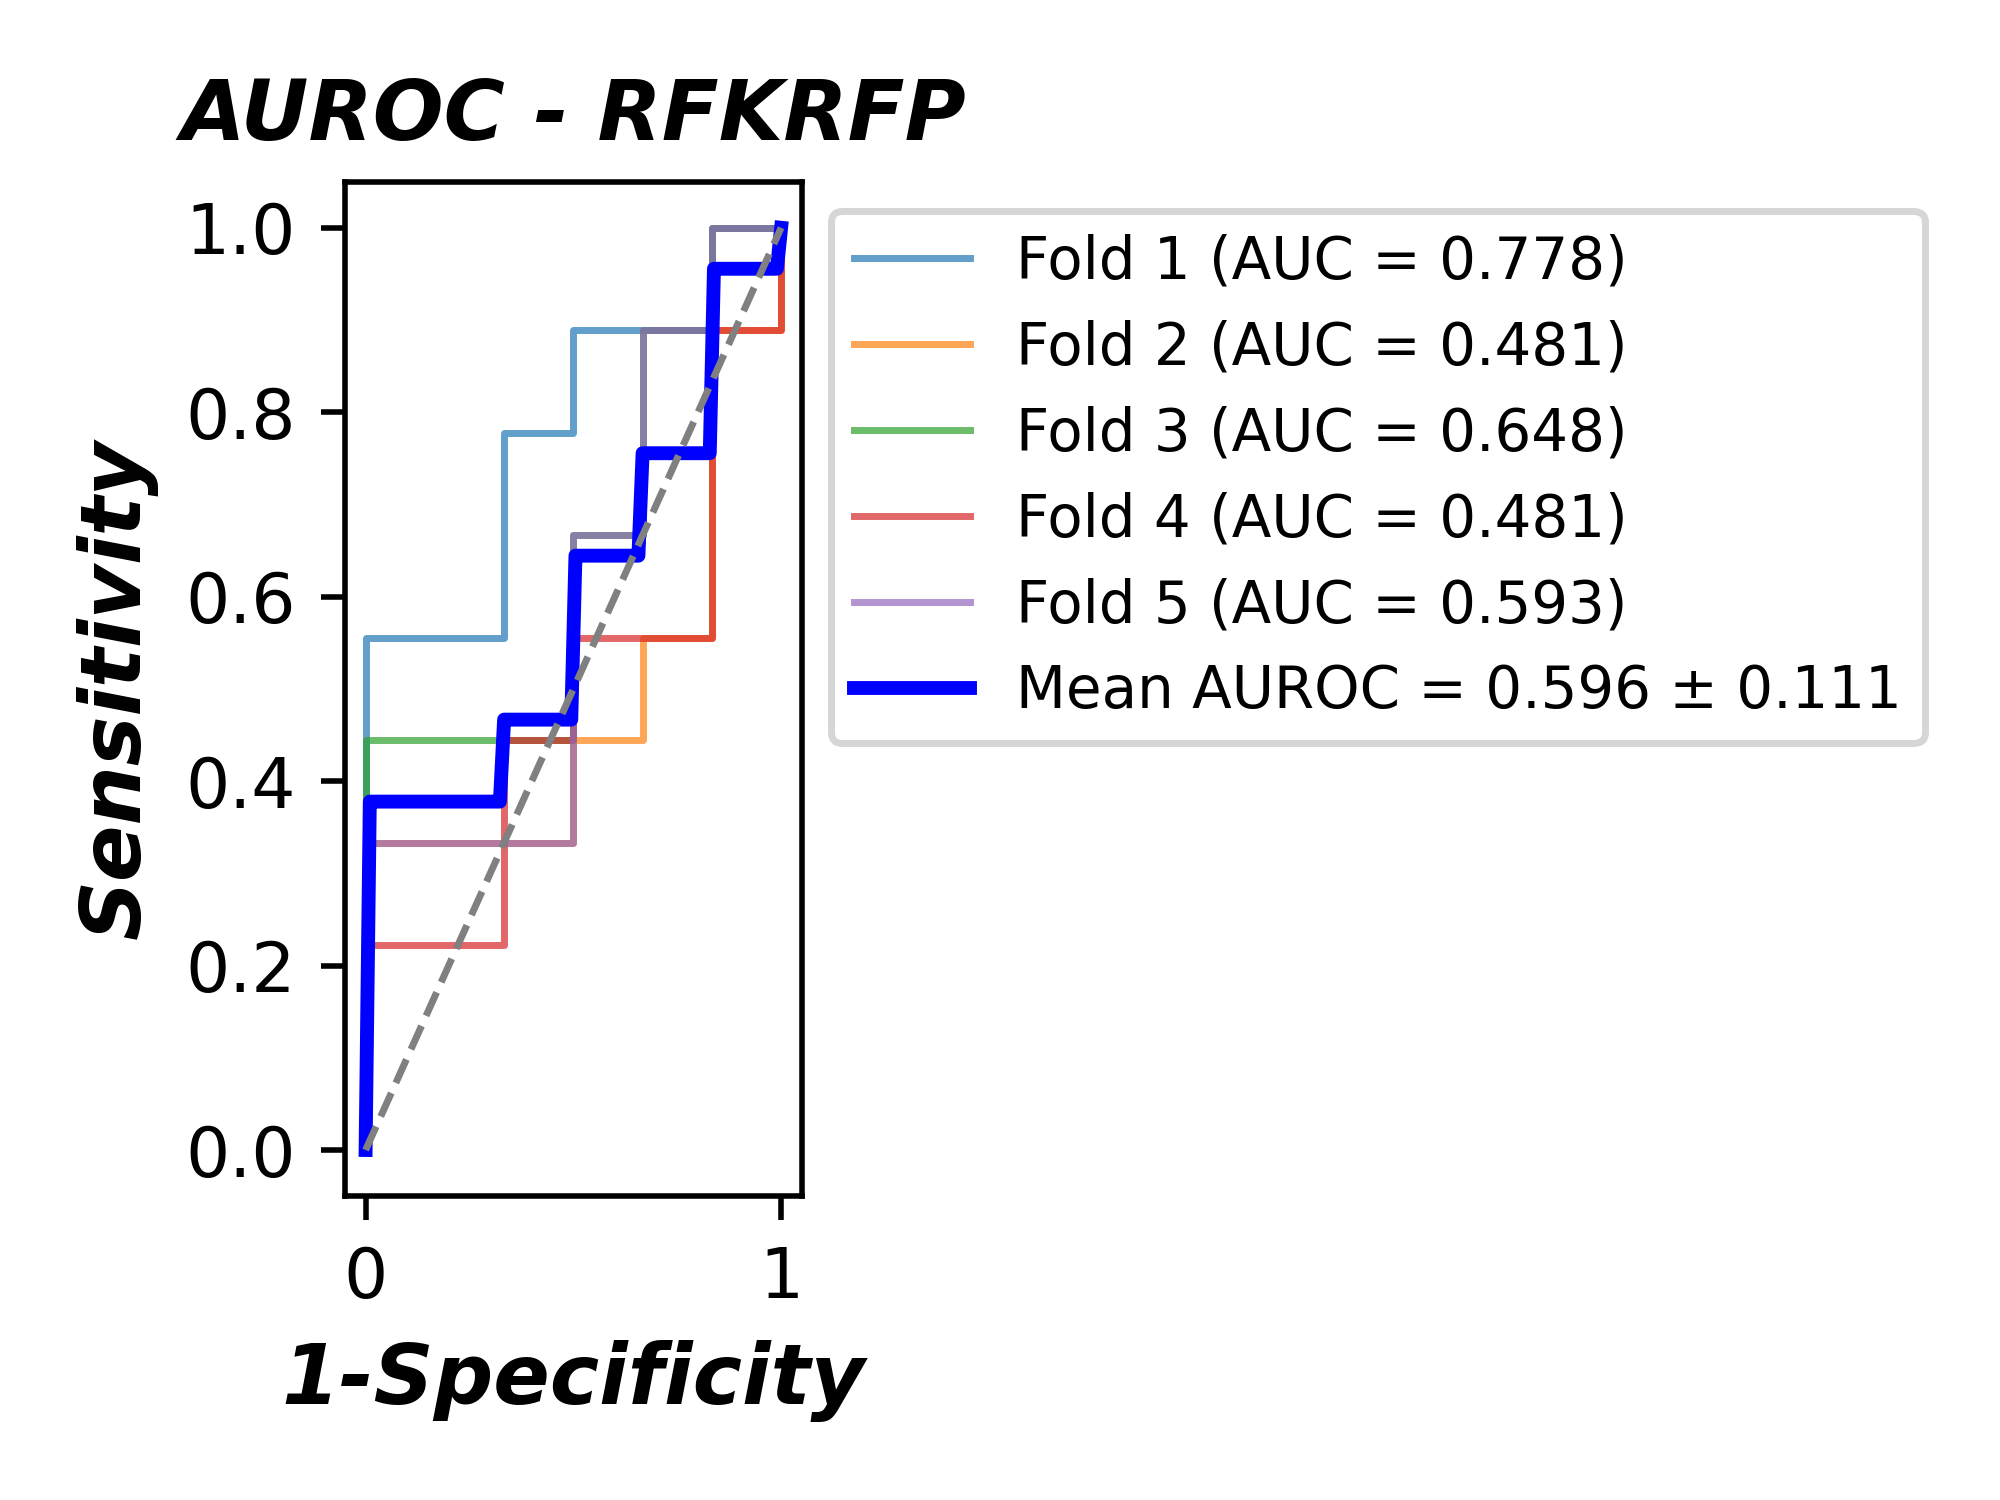 AUROC - RFKRFP
Sensitivity
1.0
0.8
0.6
0.4
0.2
0.0
0 1
1-Specificity
Fold 1 (AUC = 0.778)
Fold 2 (AUC = 0.481)
Fold 3 (AUC = 0.648)
Fold 4 (AUC = 0.481)
Fold 5 (AUC = 0.593)
Mean AUROC = 0.596 ± 0.111